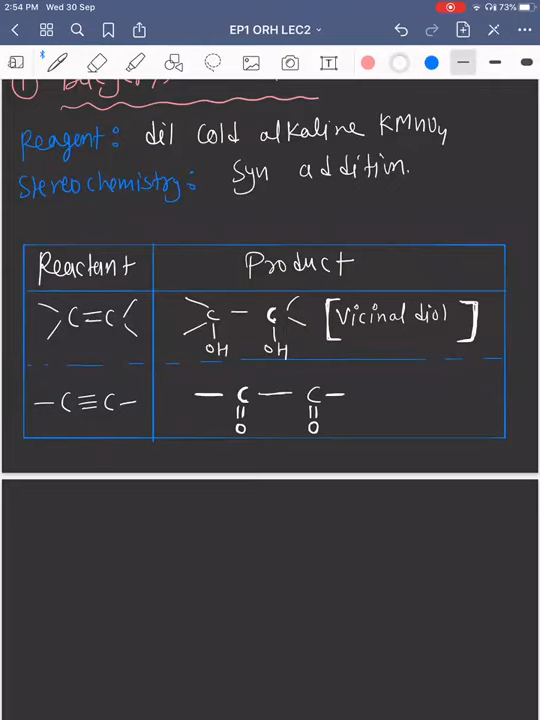 2:54 PM Wed 30 Sep
73%
EP1 ORH LEC2
T
1
Reagent: dil cold alkaline KMnO4
Stereochemistry: Syn addition.
Reactant Product
>C=C< C — C [Vicinal diol]
OH OH
—C≡C— — C — C —
O O